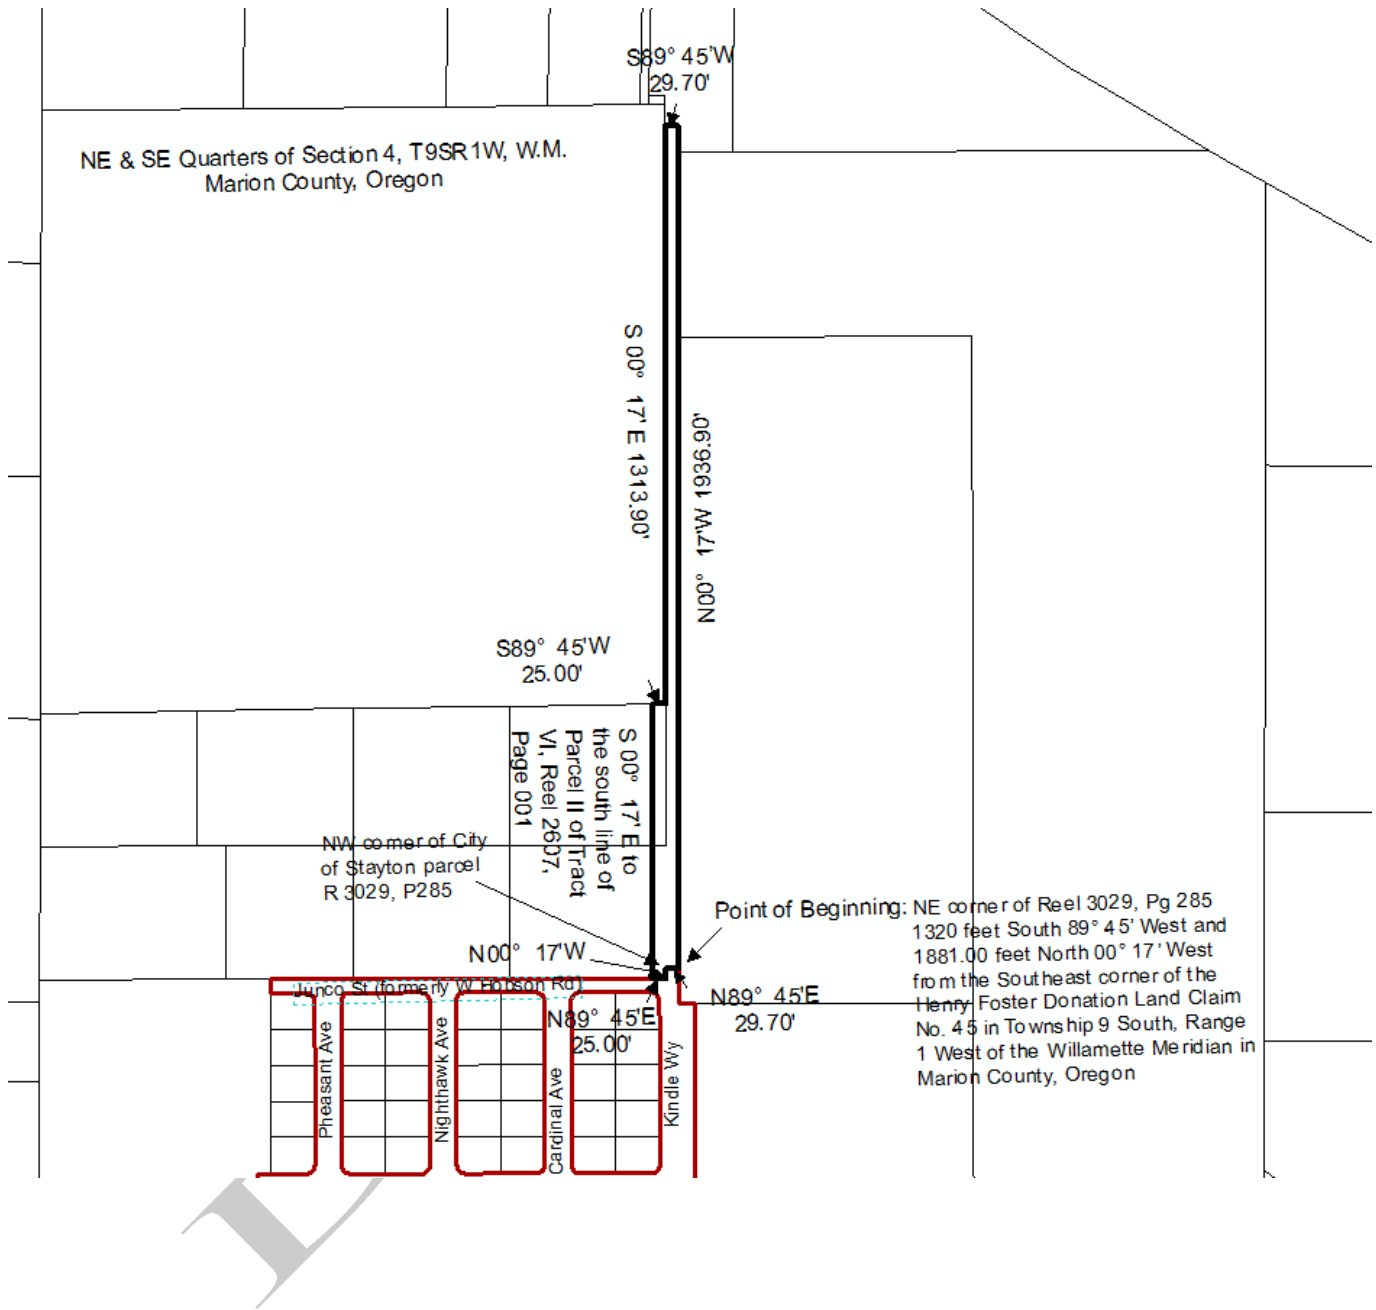 S89° 45'W
29.70'
NE & SE Quarters of Section 4, T9SR1W, W.M.
Marion County, Oregon
S 00° 17' E 1313.90'
N00° 17'W 1936.90'
S89° 45'W
25.00'
S 00° 17' E to
the south line of
Parcel II of Tract
VI, Reel 2607,
Page 001
NW corner of City
of Stayton parcel
R 3029, P285
Point of Beginning: NE corner of Reel 3029, Pg 285
1320 feet South 89° 45' West and
1881.00 feet North 00° 17' West
from the Southeast corner of the
Henry Foster Donation Land Claim
No. 45 in Township 9 South, Range
1 West of the Willamette Meridian in
Marion County, Oregon
N00° 17'W
Junco St (formerly W Hobson Rd)
N89° 45'E
29.70'
N89° 45'E
25.00'
Pheasant Ave
Nighthawk Ave
Cardinal Ave
Kindle Wy